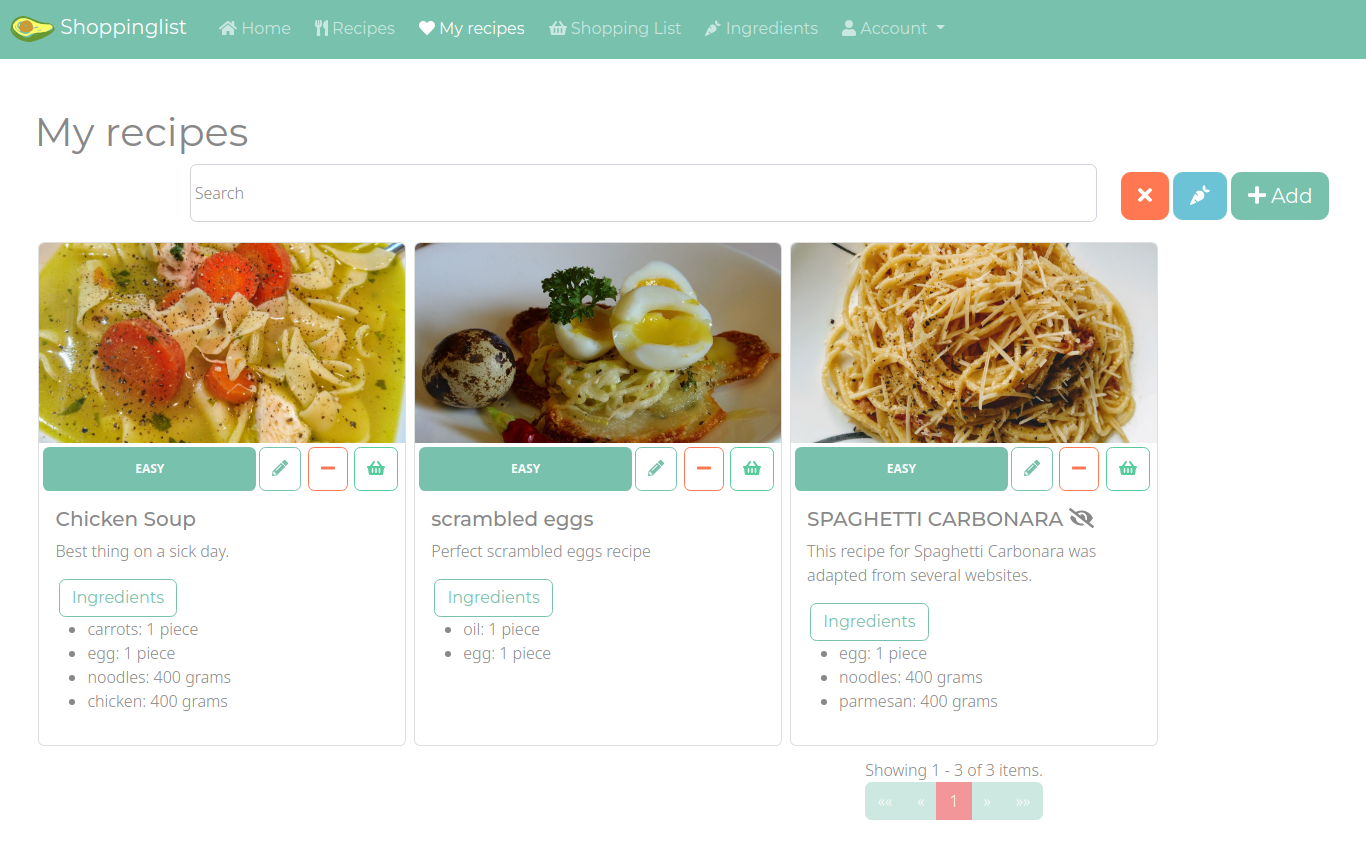 Shoppinglist Home Recipes My recipes Shopping List Ingredients Account
My recipes
Search
Add
EASY
Chicken Soup
Best thing on a sick day.
Ingredients
carrots: 1 piece
egg: 1 piece
noodles: 400 grams
chicken: 400 grams
EASY
scrambled eggs
Perfect scrambled eggs recipe
Ingredients
oil: 1 piece
egg: 1 piece
EASY
SPAGHETTI CARBONARA
This recipe for Spaghetti Carbonara was
adapted from several websites.
Ingredients
egg: 1 piece
noodles: 400 grams
parmesan: 400 grams
Showing 1 - 3 of 3 items.
«« « 1 » »»